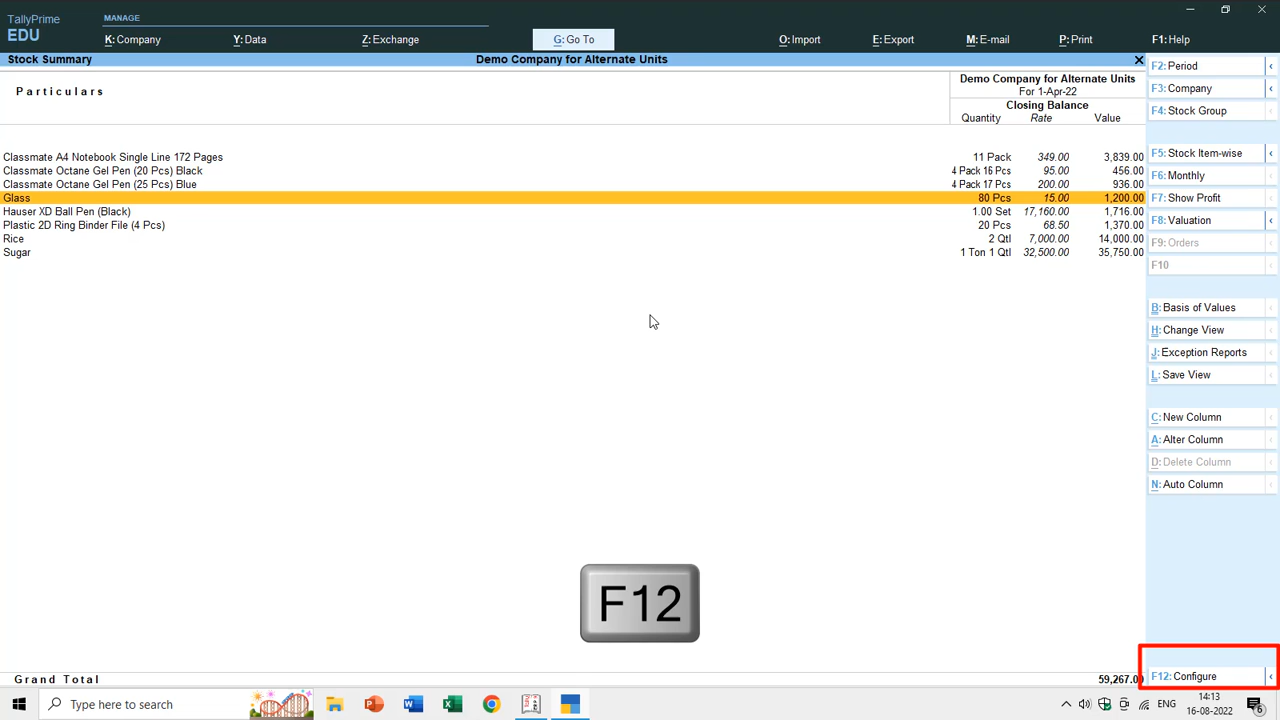 TallyPrime
EDU
MANAGE
K: Company
Y: Data
Z: Exchange
G: Go To
O: Import
E: Export
M: E-mail
P: Print
F1: Help
Stock Summary
Demo Company for Alternate Units
Particulars
Demo Company for Alternate Units
For 1-Apr-22
Closing Balance
Quantity Rate Value
Classmate A4 Notebook Single Line 172 Pages 11 Pack 349.00 3,839.00
Classmate Octane Gel Pen (20 Pcs) Black 4 Pack 16 Pcs 95.00 456.00
Classmate Octane Gel Pen (25 Pcs) Blue 4 Pack 17 Pcs 200.00 936.00
Glass 80 Pcs 15.00 1,200.00
Hauser XD Ball Pen (Black) 1.00 Set 17,160.00 1,716.00
Plastic 2D Ring Binder File (4 Pcs) 20 Pcs 68.50 1,370.00
Rice 2 Qtl 7,000.00 14,000.00
Sugar 1 Ton 1 Qtl 32,500.00 35,750.00
F12
Grand Total 59,267.00
F2: Period
F3: Company
F4: Stock Group
F5: Stock Item-wise
F6: Monthly
F7: Show Profit
F8: Valuation
F9: Orders
F10
B: Basis of Values
H: Change View
J: Exception Reports
L: Save View
C: New Column
A: Alter Column
D: Delete Column
N: Auto Column
F12: Configure
Type here to search
ENG
14:13
16-08-2022
6